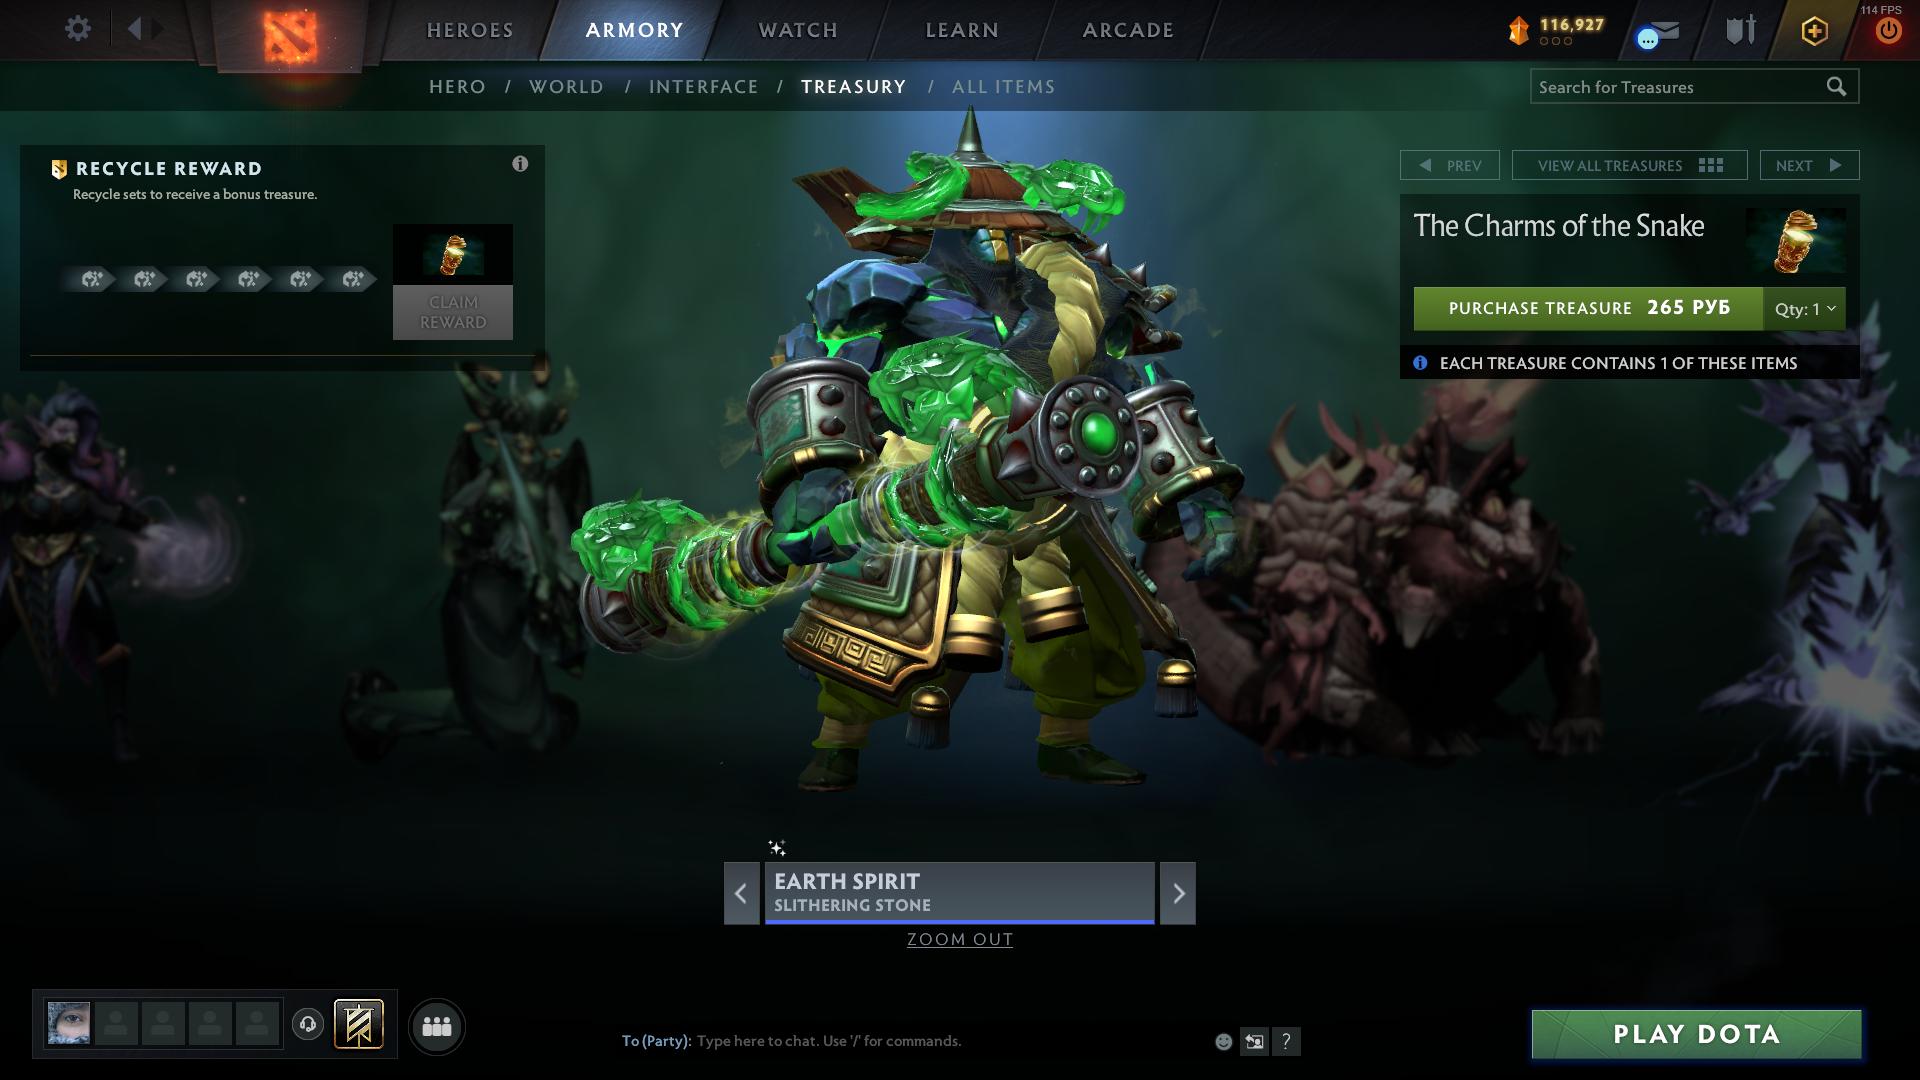 HEROES
ARMORY
WATCH
LEARN
ARCADE
116,927
114 FPS
HERO / WORLD / INTERFACE / TREASURY / ALL ITEMS
Search for Treasures
RECYCLE REWARD
Recycle sets to receive a bonus treasure.
CLAIM
REWARD
PREV
VIEW ALL TREASURES
NEXT
The Charms of the Snake
PURCHASE TREASURE 265 РУБ
Qty: 1
EACH TREASURE CONTAINS 1 OF THESE ITEMS
EARTH SPIRIT
SLITHERING STONE
ZOOM OUT
To (Party): Type here to chat. Use '/' for commands.
?
PLAY DOTA